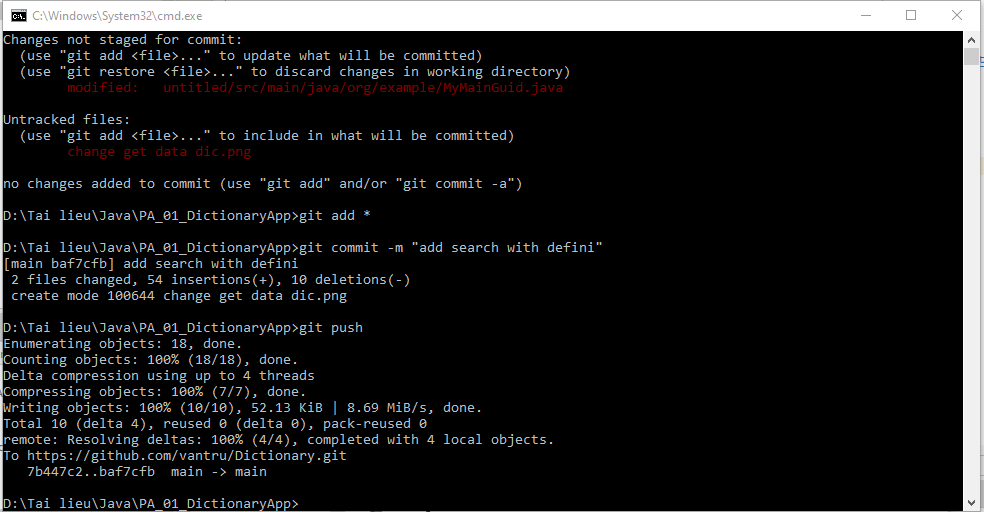 C:\Windows\System32\cmd.exe
Changes not staged for commit:
  (use "git add <file>..." to update what will be committed)
  (use "git restore <file>..." to discard changes in working directory)
        modified:   untitled/src/main/java/org/example/MyMainGuid.java
Untracked files:
  (use "git add <file>..." to include in what will be committed)
        change get data dic.png
no changes added to commit (use "git add" and/or "git commit -a")
D:\Tai lieu\Java\PA_01_DictionaryApp>git add *
D:\Tai lieu\Java\PA_01_DictionaryApp>git commit -m "add search with defini"
[main baf7cfb] add search with defini
 2 files changed, 54 insertions(+), 10 deletions(-)
 create mode 100644 change get data dic.png
D:\Tai lieu\Java\PA_01_DictionaryApp>git push
Enumerating objects: 18, done.
Counting objects: 100% (18/18), done.
Delta compression using up to 4 threads
Compressing objects: 100% (7/7), done.
Writing objects: 100% (10/10), 52.13 KiB | 8.69 MiB/s, done.
Total 10 (delta 4), reused 0 (delta 0), pack-reused 0
remote: Resolving deltas: 100% (4/4), completed with 4 local objects.
To https://github.com/vantru/Dictionary.git
   7b447c2..baf7cfb  main -> main
D:\Tai lieu\Java\PA_01_DictionaryApp>